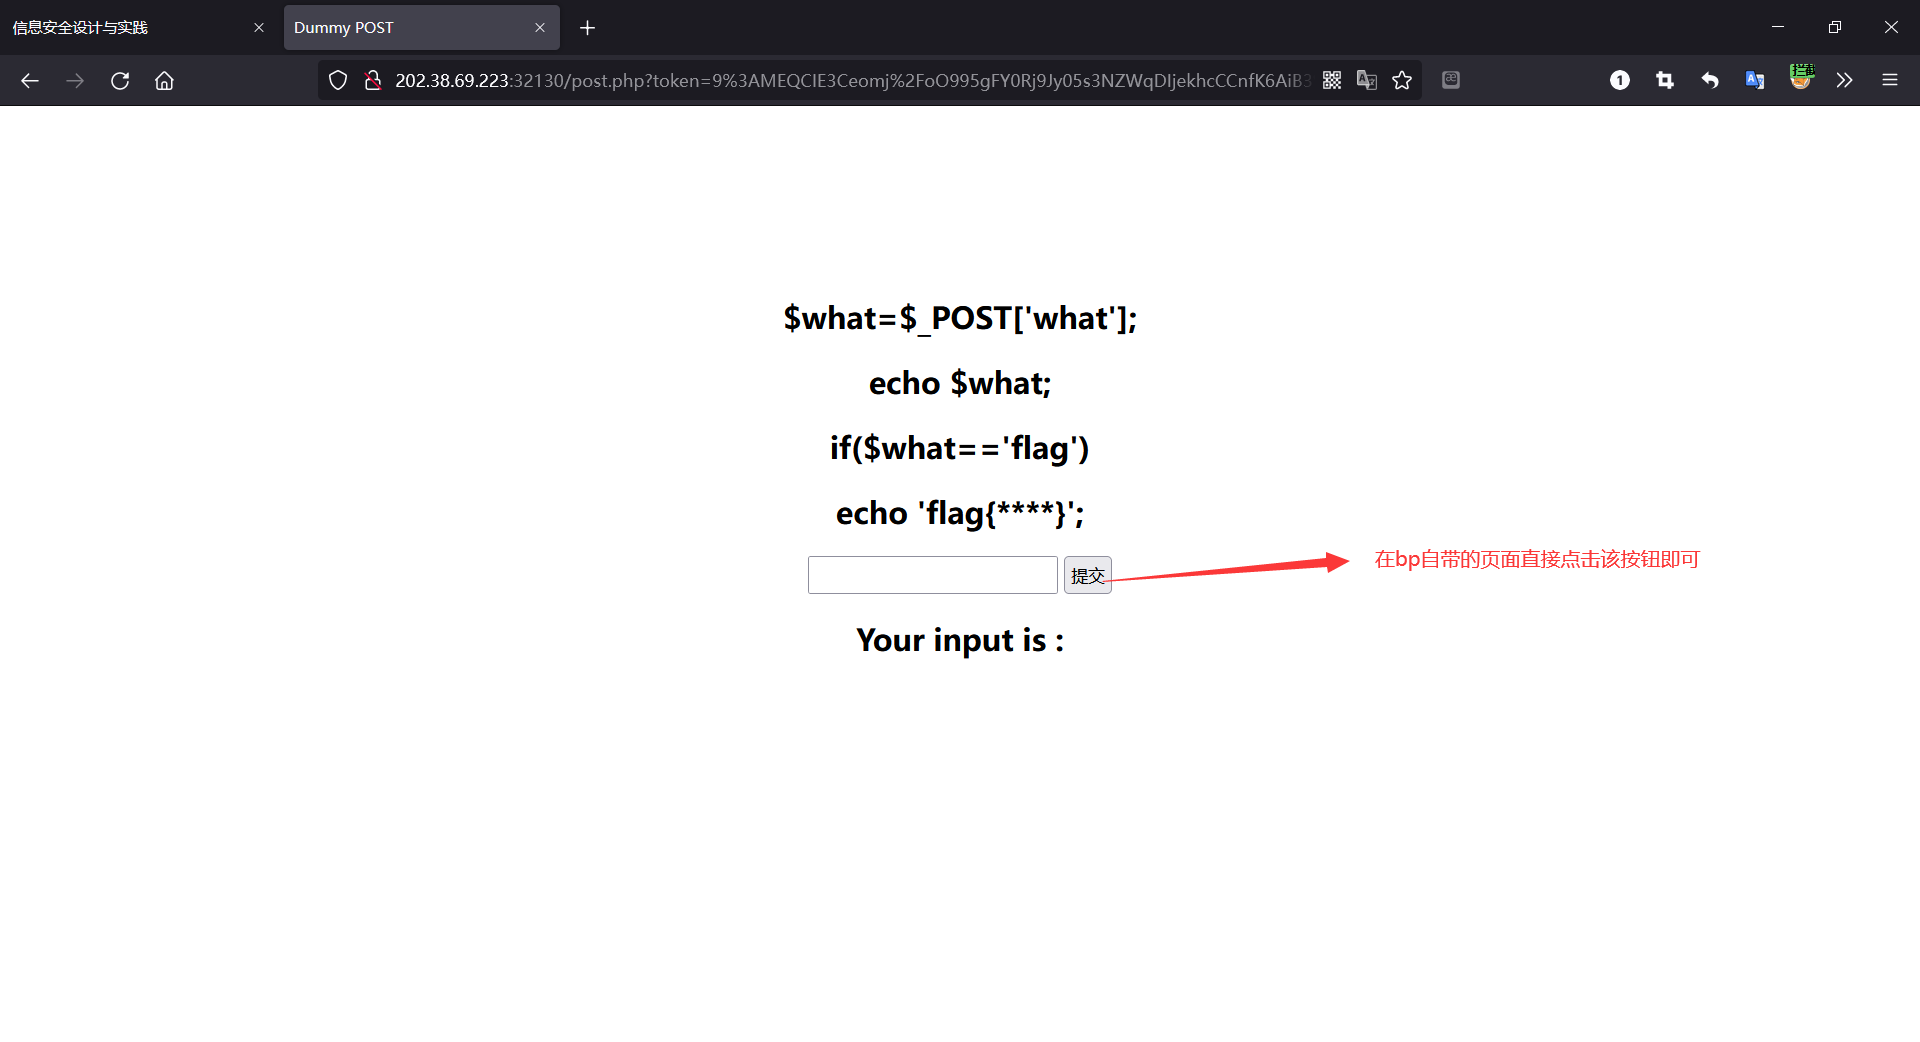 信息安全设计与实践
Dummy POST
202.38.69.223:32130/post.php?token=9%3AMEQCIE3Ceomj%2FoO995gFY0Rj9Jy05s3NZWqDIjekhcCCnfK6AiB3
$what=$_POST['what'];
echo $what;
if($what=='flag')
echo 'flag{****}';
提交
在bp自带的页面直接点击该按钮即可
Your input is :